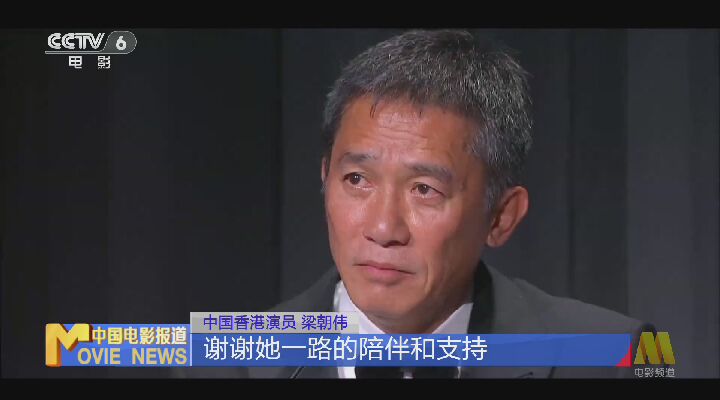 CCTV 6
电影
中国香港演员 梁朝伟
中国电影报道
MOVIE NEWS
谢谢她一路的陪伴和支持
M
电影频道